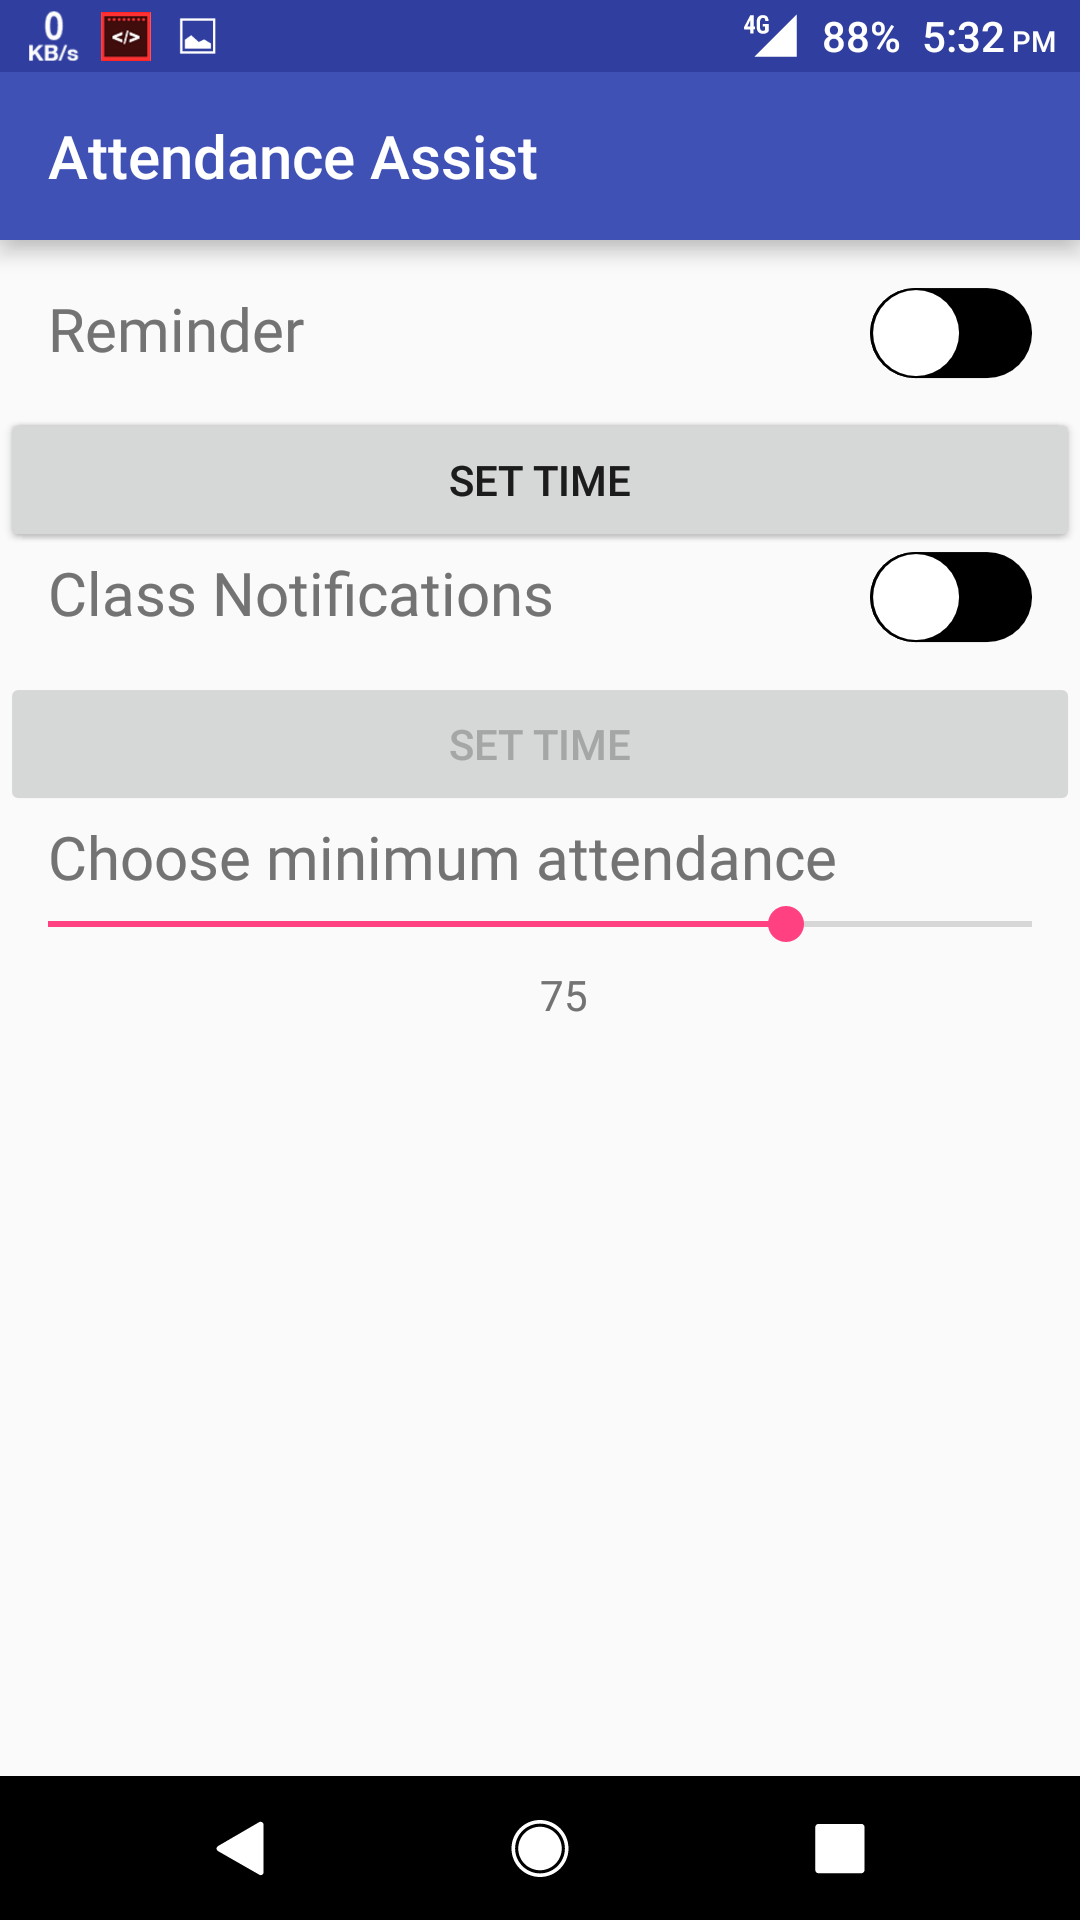 0
KB/s
</>
4G
88% 5:32 PM
Attendance Assist
Reminder
SET TIME
Class Notifications
SET TIME
Choose minimum attendance
75